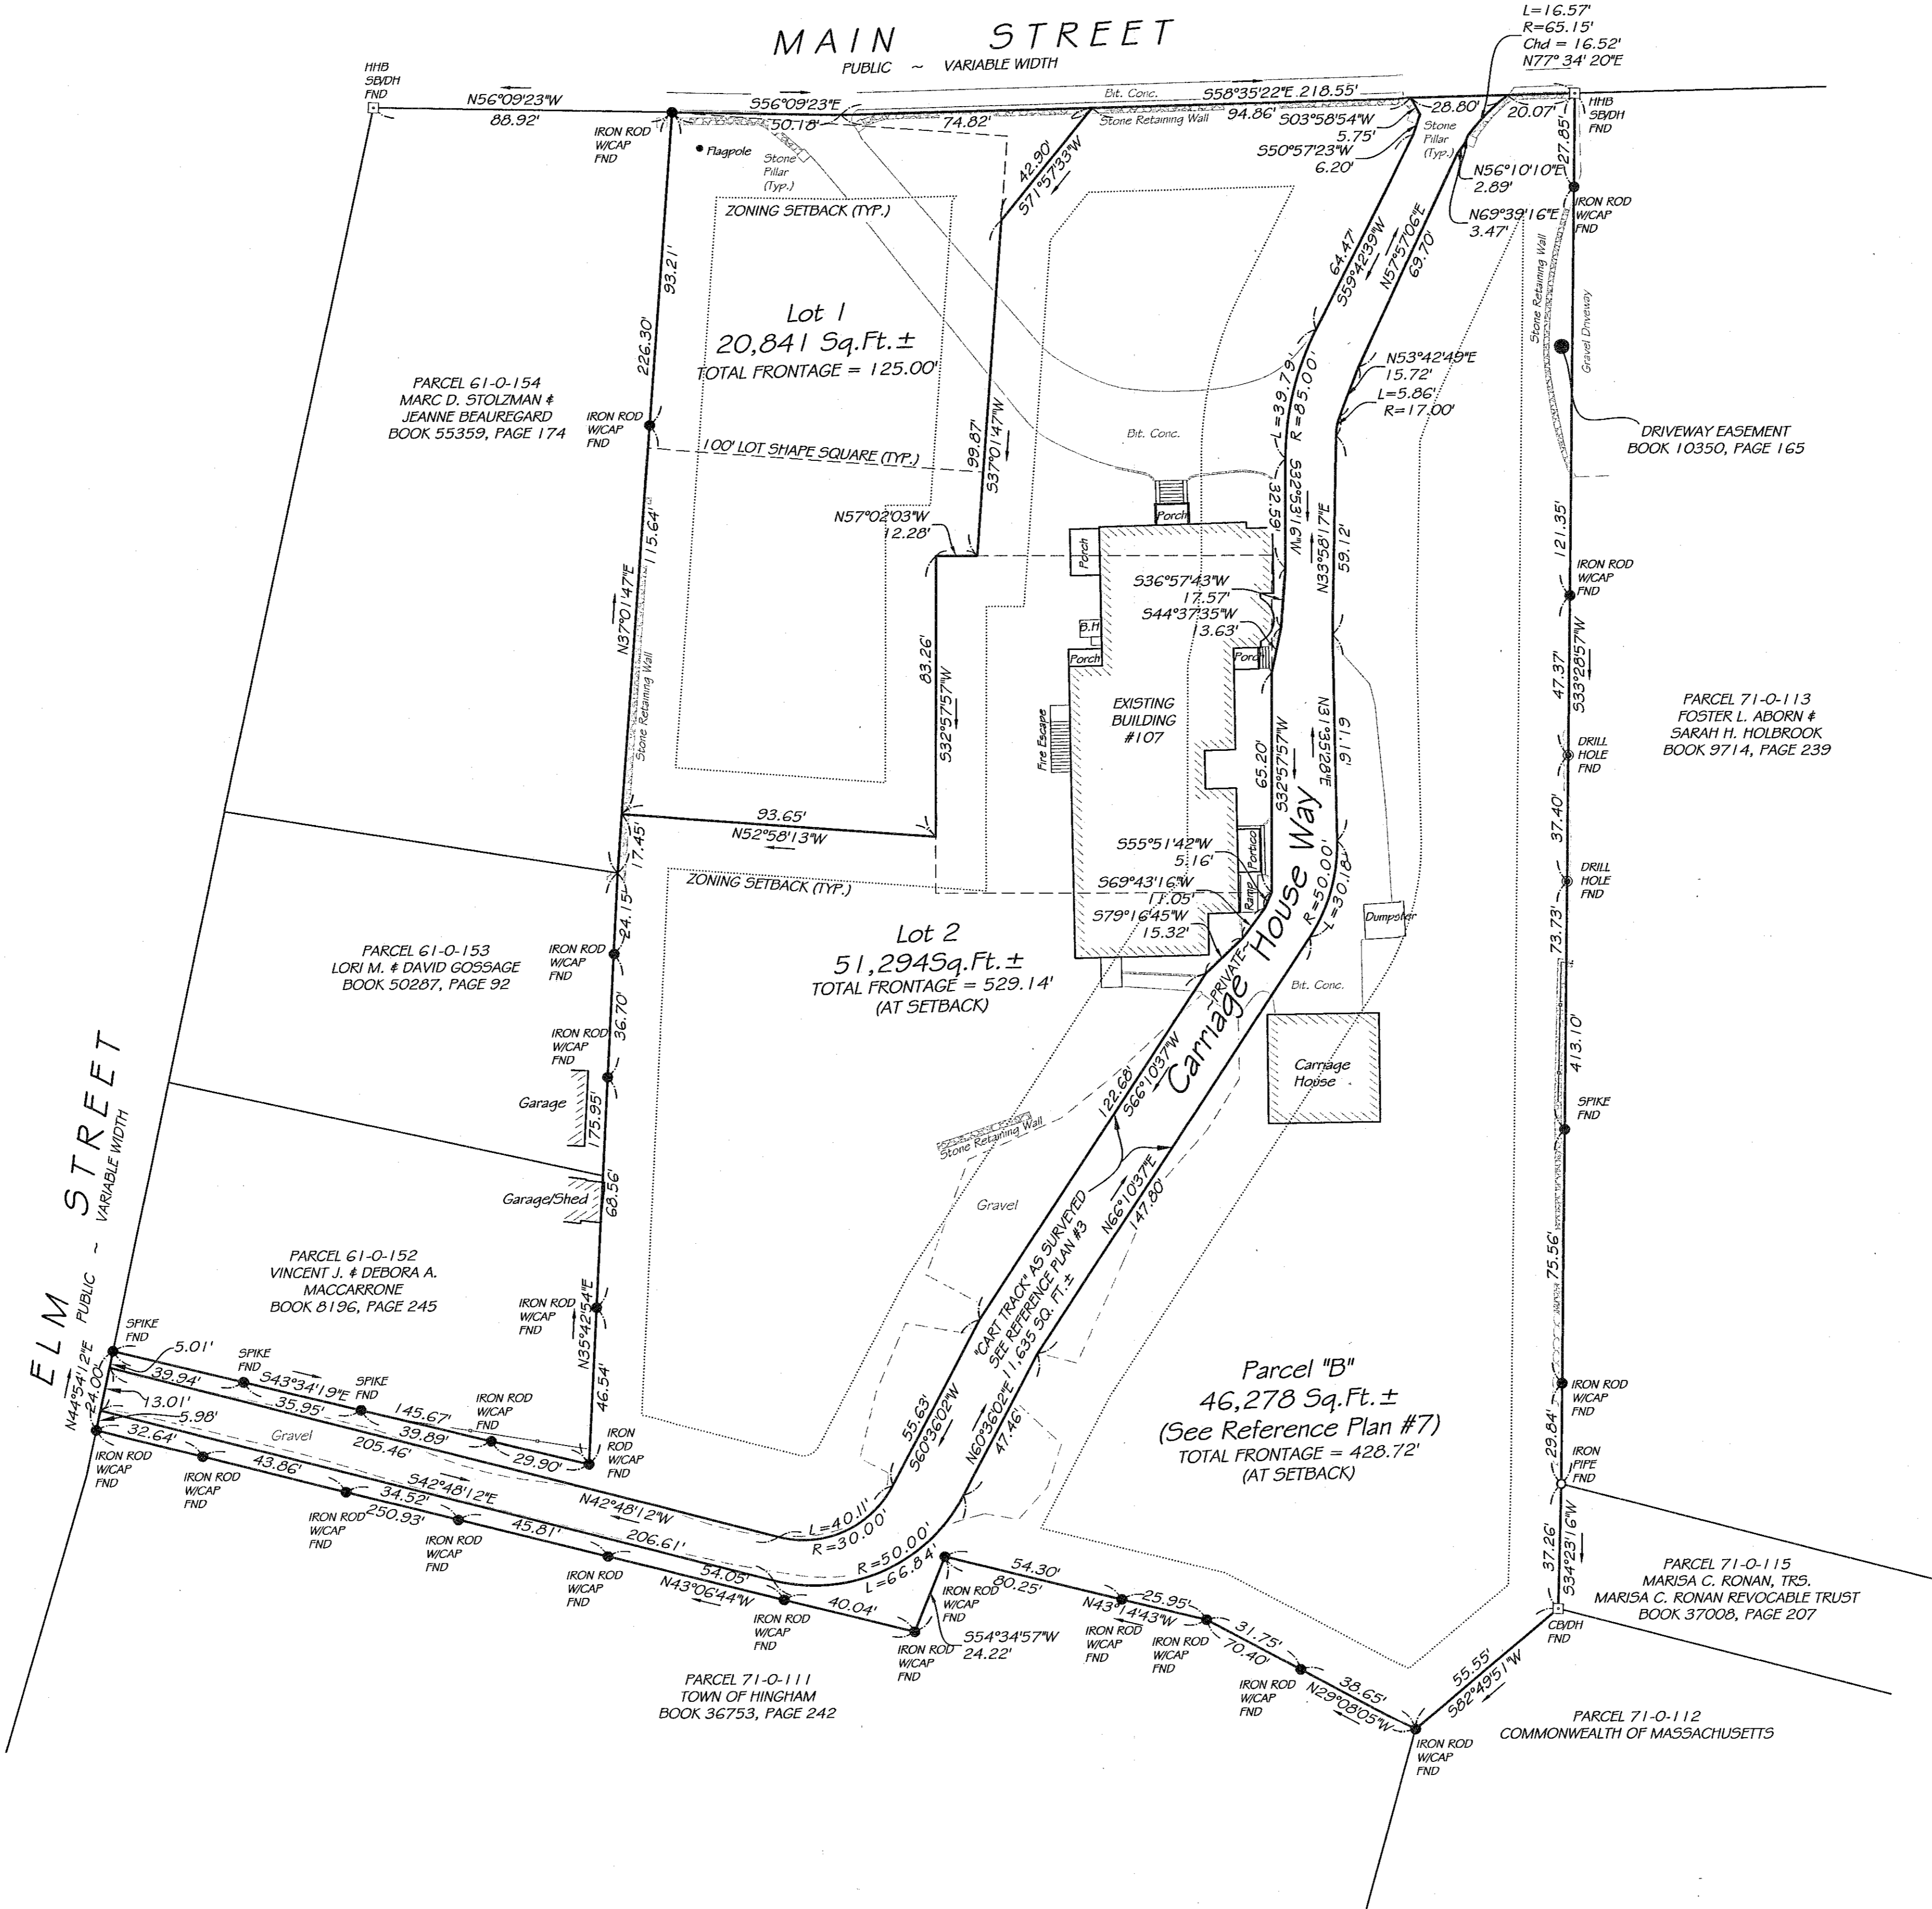 MAIN STREET
PUBLIC ~ VARIABLE WIDTH
L=16.57'
R=65.15'
Chd = 16.52'
N77°34'20"E
HHB
SB/DH
FND
N56°09'23"W
88.92'
IRON ROD
W/CAP
FND
S56°09'23"E
50.18'
74.82'
Bit. Conc.
S58°35'22"E 218.55'
Stone Retaining Wall
94.86'
S03°58'54"W
5.75'
S50°57'23"W
6.20'
28.80'
Stone
Pillar
(Typ.)
20.07'
HHB
SB/DH
FND
27.85'
N56°10'10"E
2.89'
N69°39'16"E
3.47'
IRON ROD
W/CAP
FND
Flagpole
Stone
Pillar
(Typ.)
42.90'
S71°57'33"W
ZONING SETBACK (TYP.)
93.21'
226.30'
Lot 1
20,841 Sq.Ft.±
TOTAL FRONTAGE = 125.00'
64.47'
S59°42'39"W
N57°57'06"E
69.70'
Stone Retaining Wall
Gravel Driveway
PARCEL 61-0-154
MARC D. STOLZMAN &
JEANNE BEAUREGARD
BOOK 55359, PAGE 174
IRON ROD
W/CAP
FND
100' LOT SHAPE SQUARE (TYP.)
99.87'
S37°01'47"W
Bit. Conc.
L=39.79'
R=85.00'
N53°42'49"E
15.72'
L=5.86'
R=17.00'
DRIVEWAY EASEMENT
BOOK 10350, PAGE 165
N57°02'03"W
12.28'
115.64'
N37°01'47"E
Stone Retaining Wall
Porch
Porch
32.59'
S32°53'16"W
N33°58'17"E
59.12'
121.35'
IRON ROD
W/CAP
FND
S36°57'43"W
17.57'
S44°37'35"W
13.63'
B.H
Porch
Porch
83.26'
S32°57'57"W
Fire Escape
EXISTING
BUILDING
#107
65.20'
S32°57'57"W
N31°35'28"E
61.16'
47.37'
S33°28'57"W
DRILL
HOLE
FND
PARCEL 71-0-113
FOSTER L. ABORN &
SARAH H. HOLBROOK
BOOK 9714, PAGE 239
93.65'
N52°58'13"W
17.45'
37.40'
DRILL
HOLE
FND
S55°51'42"W
5.16'
S69°43'16"W
11.05'
S79°16'45"W
15.32'
Portico
Ramp
R=50.00'
L=30.18'
Dumpster
ZONING SETBACK (TYP.)
24.15'
PARCEL 61-0-153
LORI M. & DAVID GOSSAGE
BOOK 50287, PAGE 92
IRON ROD
W/CAP
FND
Lot 2
51,294Sq.Ft.±
TOTAL FRONTAGE = 529.14'
(AT SETBACK)
~PRIVATE~
Carriage House Way
Bit. Conc.
73.73'
413.10'
36.70'
IRON ROD
W/CAP
FND
Garage
175.95'
Carriage
House
SPIKE
FND
122.68'
S66°10'37"W
Stone Retaining Wall
ELM STREET
PUBLIC ~ VARIABLE WIDTH
Garage/Shed
68.56'
Gravel
N66°10'37"E
147.80'
"CART TRACK" AS SURVEYED
SEE REFERENCE PLAN #3
11,635 SQ. FT.±
75.56'
PARCEL 61-0-152
VINCENT J. & DEBORA A.
MACCARRONE
BOOK 8196, PAGE 245
IRON ROD
W/CAP
FND
N35°42'54"E
46.54'
SPIKE
FND
5.01'
N44°54'12"E
24.00'
39.94'
SPIKE
FND
S43°34'19"E
SPIKE
FND
35.95'
145.67'
IRON ROD
W/CAP
FND
39.89'
29.90'
IRON
ROD
W/CAP
FND
13.01'
5.98'
Gravel
205.46'
55.63'
S60°36'02"W
N60°36'02"E
47.46'
Parcel "B"
46,278 Sq.Ft.±
(See Reference Plan #7)
TOTAL FRONTAGE = 428.72'
(AT SETBACK)
IRON ROD
W/CAP
FND
29.84'
IRON
PIPE
FND
IRON ROD
W/CAP
FND
32.64'
IRON ROD
W/CAP
FND
43.86'
S42°48'12"E
34.52'
IRON ROD
W/CAP
FND
250.93'
IRON ROD
W/CAP
FND
45.81'
N42°48'12"W
206.61'
L=40.11'
R=30.00'
R=50.00'
L=66.84'
IRON ROD
W/CAP
FND
54.05'
N43°06'44"W
IRON ROD
W/CAP
FND
40.04'
IRON ROD
W/CAP
FND
IRON ROD
W/CAP
FND
S54°34'57"W
24.22'
54.30'
80.25'
N43°14'43"W
25.95'
IRON ROD
W/CAP
FND
IRON ROD
W/CAP
FND
31.75'
70.40'
IRON ROD
W/CAP
FND
38.65'
N29°08'05"W
37.26'
S34°23'16"W
CB/DH
FND
55.55'
S82°49'51"W
IRON ROD
W/CAP
FND
PARCEL 71-0-115
MARISA C. RONAN, TRS.
MARISA C. RONAN REVOCABLE TRUST
BOOK 37008, PAGE 207
PARCEL 71-0-111
TOWN OF HINGHAM
BOOK 36753, PAGE 242
PARCEL 71-0-112
COMMONWEALTH OF MASSACHUSETTS